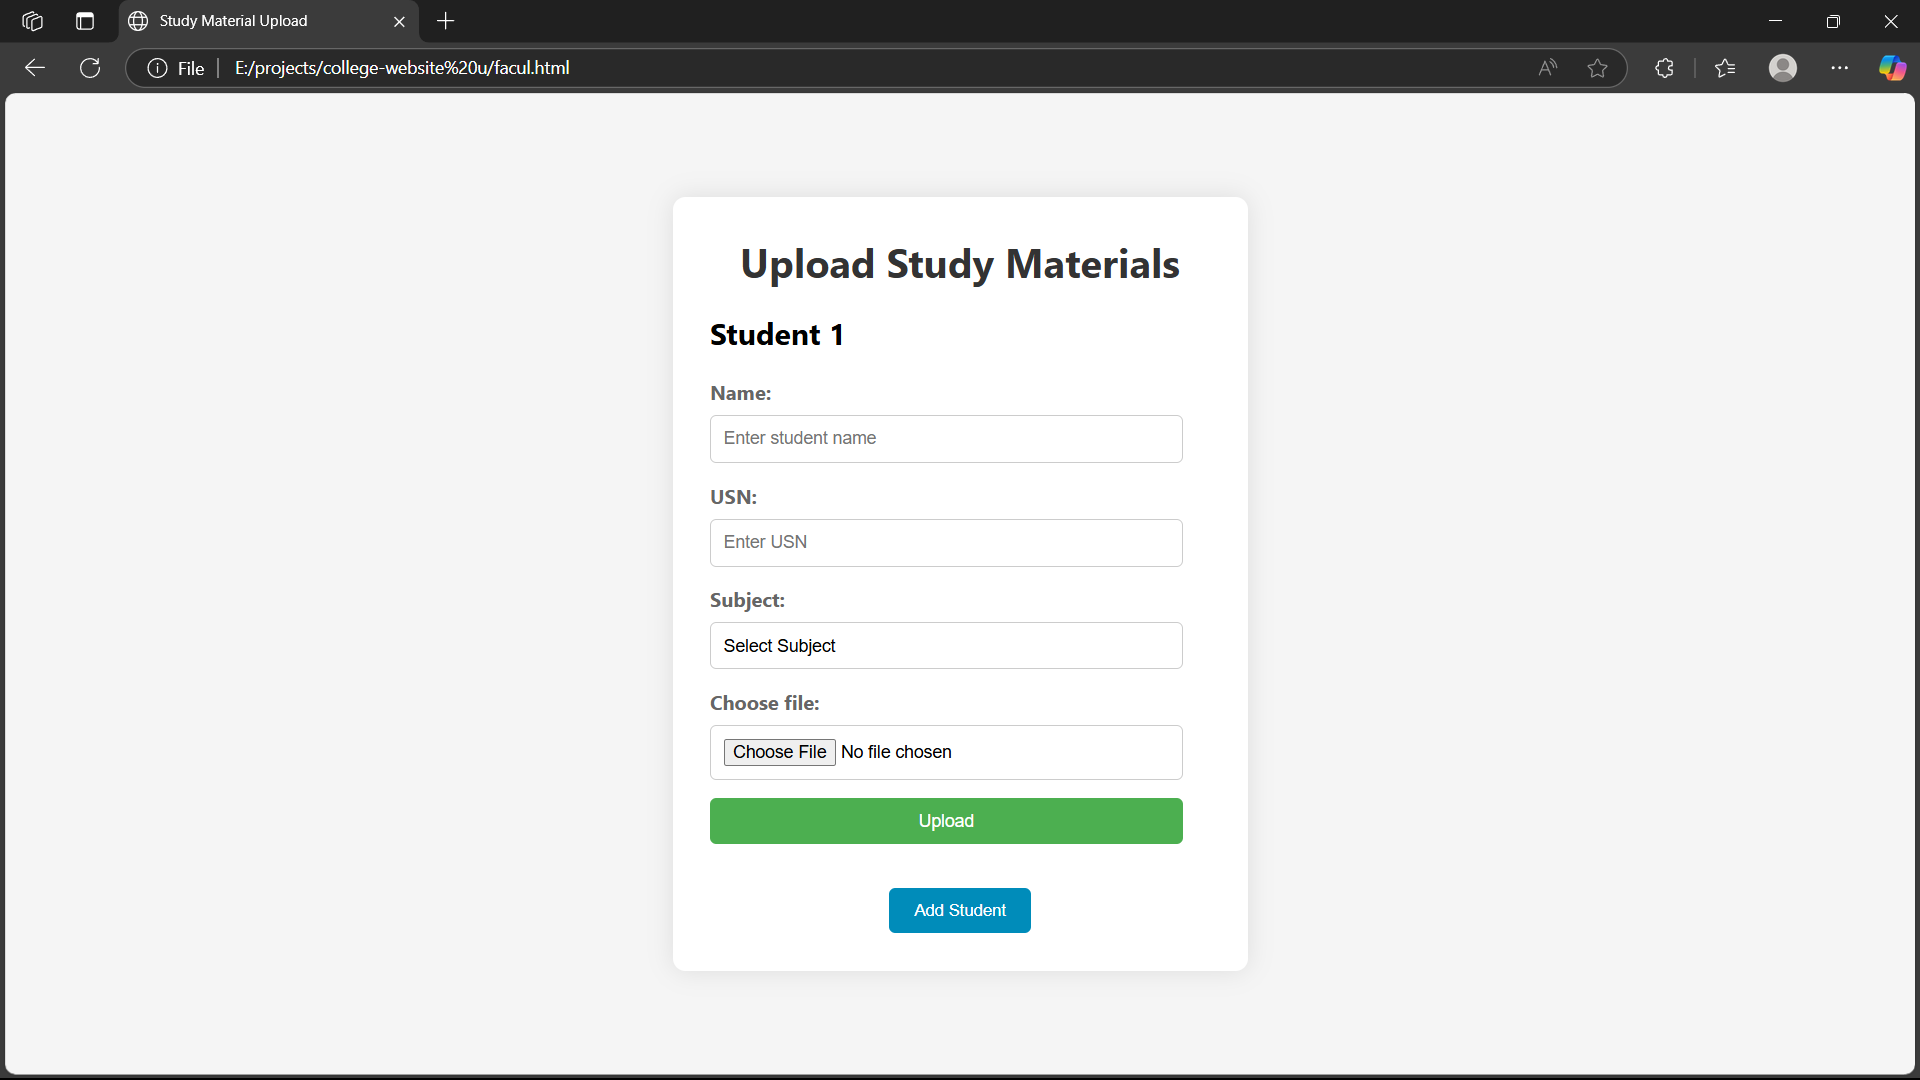 Study Material Upload
File E:/projects/college-website%20u/facul.html
Upload Study Materials
Student 1
Name:
Enter student name
USN:
Enter USN
Subject:
Select Subject
Choose file:
Choose File No file chosen
Upload
Add Student